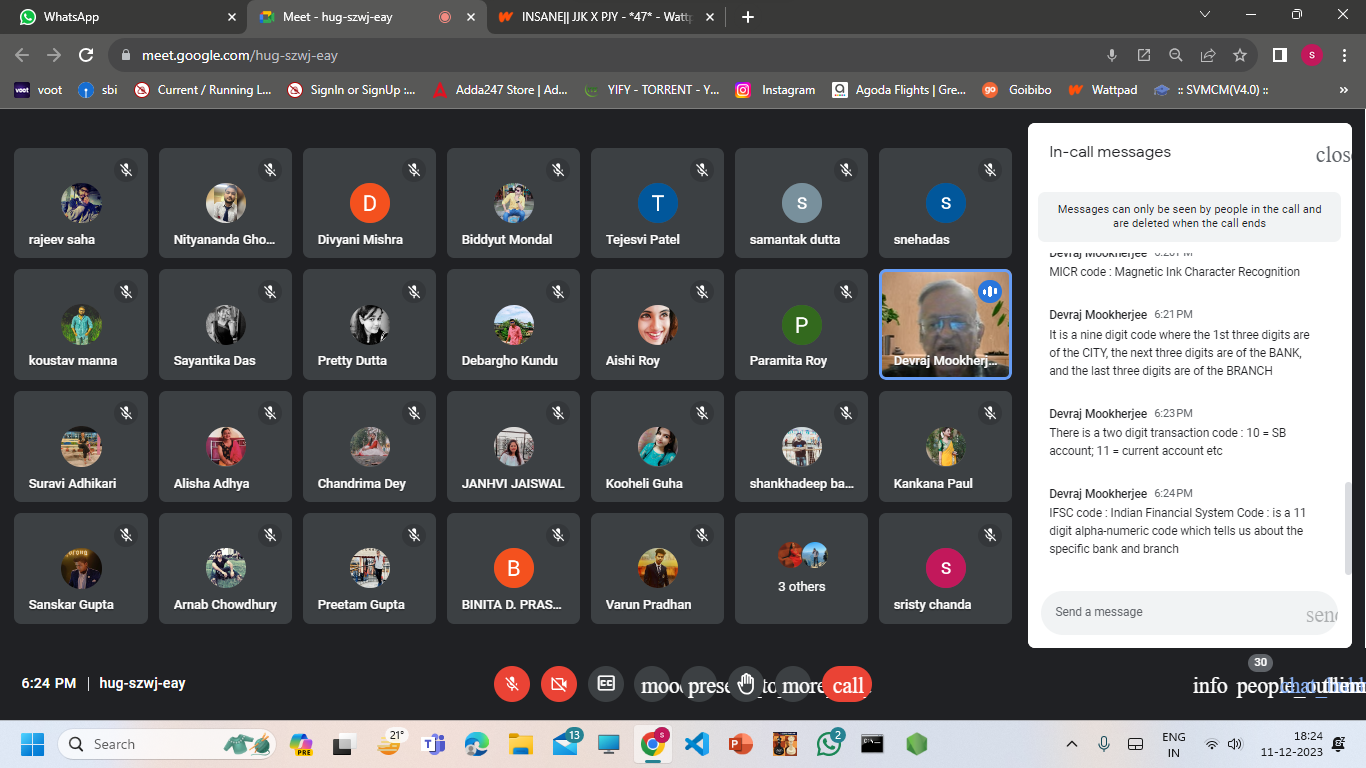 WhatsApp
Meet - hug-szwj-eay
INSANE|| JJK X PJY - *47* - Wattp
meet.google.com/hug-szwj-eay
S
voot
voot
sbi
Current / Running L...
SignIn or SignUp :...
Adda247 Store | Ad...
YIFY - TORRENT - Y...
Instagram
Agoda Flights | Gre...
go
Goibibo
Wattpad
:: SVMCM(V4.0) ::
»
rajeev saha
Nityananda Gho...
D
Divyani Mishra
Biddyut Mondal
T
Tejesvi Patel
s
samantak dutta
s
snehadas
koustav manna
Sayantika Das
Pretty Dutta
Debargho Kundu
Aishi Roy
P
Paramita Roy
Devraj Mookherj...
Suravi Adhikari
Alisha Adhya
Chandrima Dey
JANHVI JAISWAL
Kooheli Guha
shankhadeep ba...
Kankana Paul
Sanskar Gupta
Arnab Chowdhury
Preetam Gupta
B
BINITA D. PRAS...
Varun Pradhan
3 others
s
sristy chanda
In-call messages
close
Messages can only be seen by people in the call and
are deleted when the call ends
Devraj Mookherjee
MICR code : Magnetic Ink Character Recognition
Devraj Mookherjee 6:21 PM
It is a nine digit code where the 1st three digits are
of the CITY, the next three digits are of the BANK,
and the last three digits are of the BRANCH
Devraj Mookherjee 6:23 PM
There is a two digit transaction code : 10 = SB
account; 11 = current account etc
Devraj Mookherjee 6:24 PM
IFSC code : Indian Financial System Code : is a 11
digit alpha-numeric code which tells us about the
specific bank and branch
Send a message
send
6:24 PM | hug-szwj-eay
CC
call
30
info
Search
PRE
21°
13
S
2
ENG
IN
18:24
11-12-2023